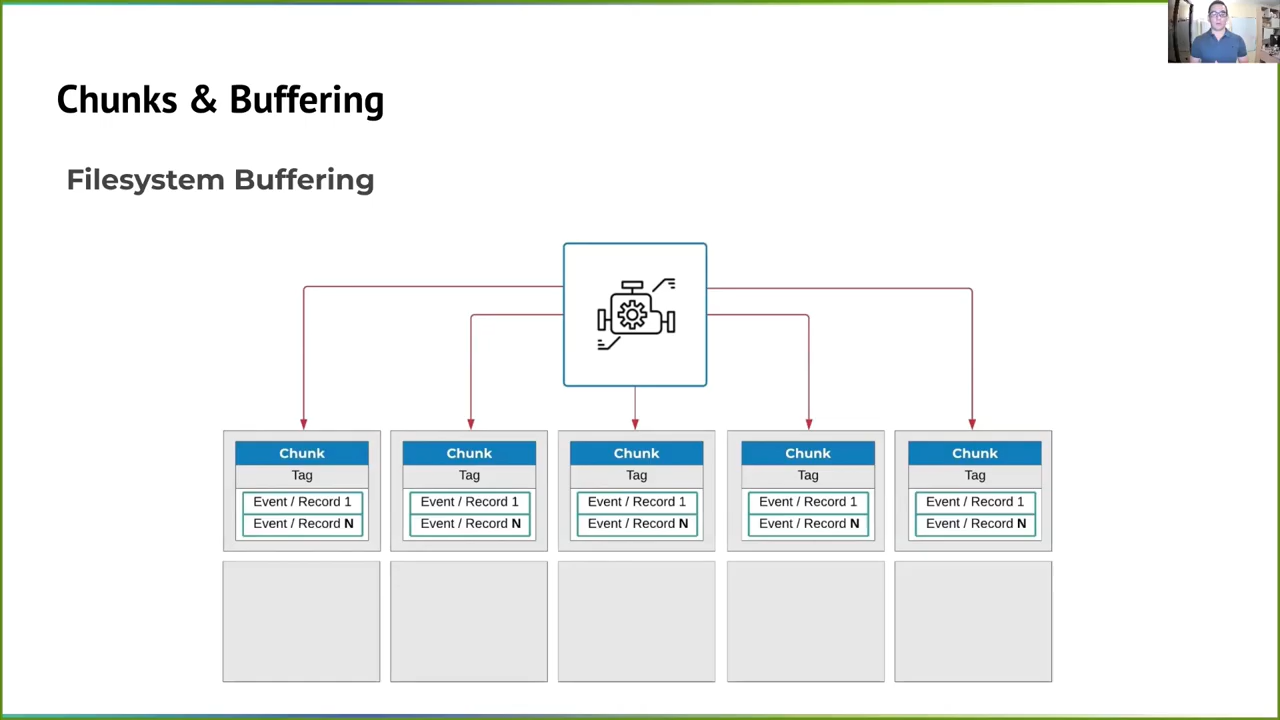 Chunks & Buffering
Filesystem Buffering
Chunk
Tag
Event / Record 1
Event / Record N
Chunk
Tag
Event / Record 1
Event / Record N
Chunk
Tag
Event / Record 1
Event / Record N
Chunk
Tag
Event / Record 1
Event / Record N
Chunk
Tag
Event / Record 1
Event / Record N